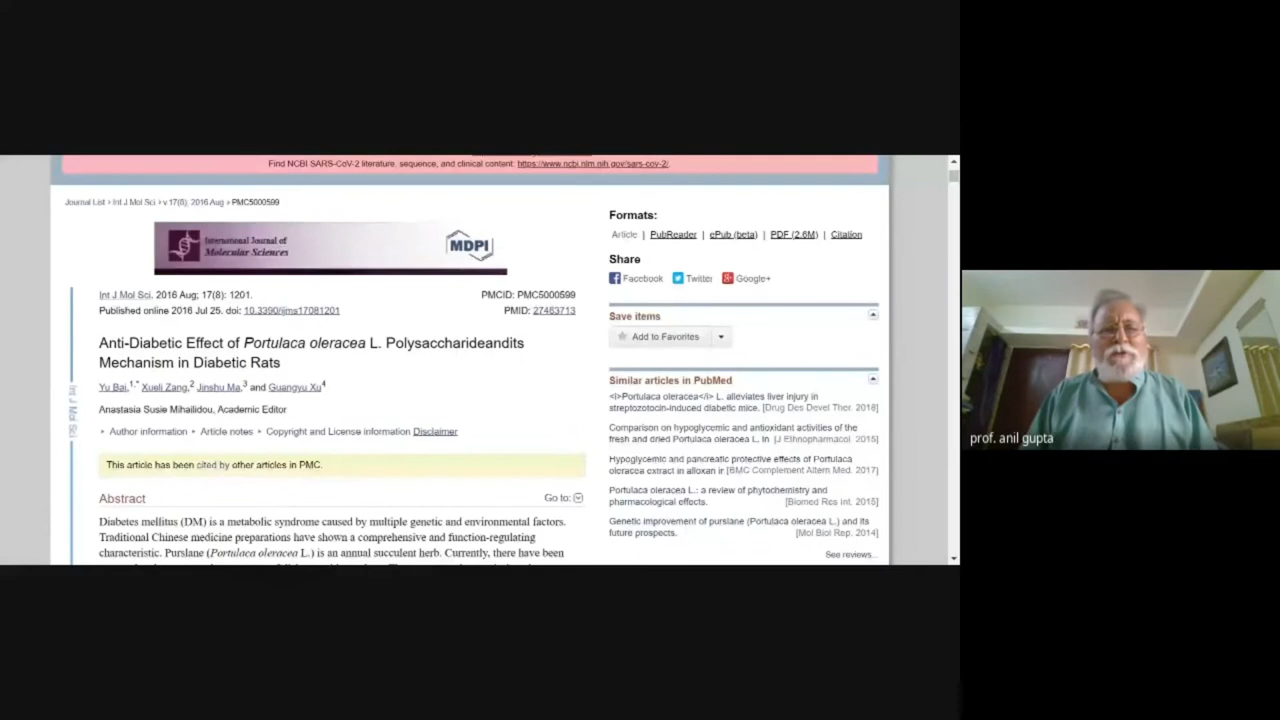 Find NCBI SARS-CoV-2 literature, sequence, and clinical content: https://www.ncbi.nlm.nih.gov/sars-cov-2/.
Journal List > Int J Mol Sci > v.17(8); 2016 Aug > PMC5000599
International Journal of
Molecular Sciences
MDPI
Int J Mol Sci. 2016 Aug; 17(8): 1201.
PMCID: PMC5000599
Published online 2016 Jul 25. doi: 10.3390/ijms17081201
PMID: 27463713
Anti-Diabetic Effect of Portulaca oleracea L. Polysaccharideandits
Mechanism in Diabetic Rats
Yu Bai,1,* Xueli Zang,2 Jinshu Ma,3 and Guangyu Xu4
Anastasia Susie Mihailidou, Academic Editor
Author information Article notes Copyright and License information Disclaimer
This article has been cited by other articles in PMC.
Abstract
Go to:
Diabetes mellitus (DM) is a metabolic syndrome caused by multiple genetic and environmental factors.
Traditional Chinese medicine preparations have shown a comprehensive and function-regulating
characteristic. Purslane (Portulaca oleracea L.) is an annual succulent herb. Currently, there have been
Int J Mol Sci
Formats:
Article | PubReader | ePub (beta) | PDF (2.6M) | Citation
Share
Facebook Twitter Google+
Save items
Add to Favorites
Similar articles in PubMed
<I>Portulaca oleracea</I> L. alleviates liver injury in
streptozotocin-induced diabetic mice. [Drug Des Devel Ther. 2018]
Comparison on hypoglycemic and antioxidant activities of the
fresh and dried Portulaca oleracea L. in [J Ethnopharmacol. 2015]
Hypoglycemic and pancreatic protective effects of Portulaca
oleracea extract in alloxan ir [BMC Complement Altern Med. 2017]
Portulaca oleracea L.: a review of phytochemistry and
pharmacological effects. [Biomed Res Int. 2015]
Genetic improvement of purslane (Portulaca oleracea L.) and its
future prospects. [Mol Biol Rep. 2014]
See reviews...
prof. anil gupta